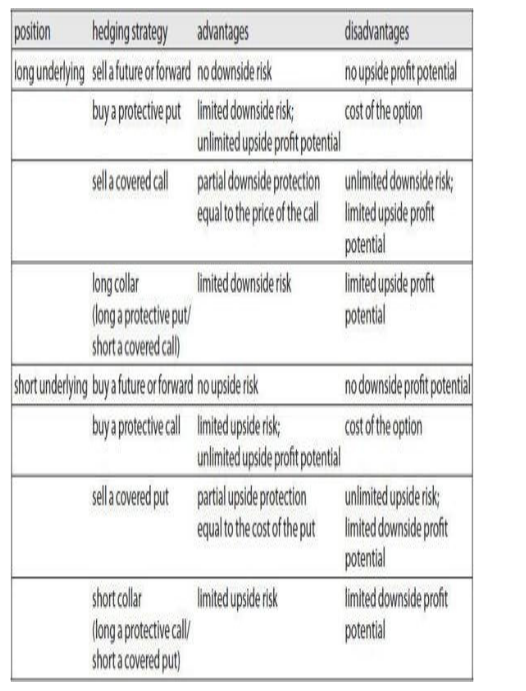 position hedging strategy advantages disadvantages
long underlying sell a future or forward no downside risk no upside profit potential
buy a protective put limited downside risk; cost of the option
unlimited upside profit potential
sell a covered call partial downside protection unlimited downside risk;
equal to the price of the call limited upside profit
potential
long collar limited downside risk limited upside profit
(long a protective put/ potential
short a covered call)
short underlying buy a future or forward no upside risk no downside profit potential
buy a protective call limited upside risk; cost of the option
unlimited upside profit potential
sell a covered put partial upside protection unlimited upside risk;
equal to the cost of the put limited downside profit
potential
short collar limited upside risk limited downside profit
(long a protective call/ potential
short a covered put)